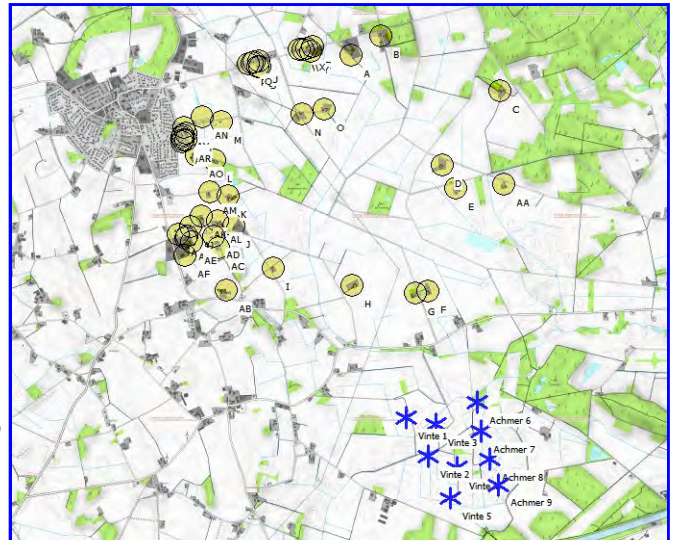 B
A
C
N
O
AN
M
AR
AO
L
D
E
AA
AM
K
AL
J
AD
AE
AC
AF
I
AB
H
G
F
Achmer 6
Vinte 1
Vinte 3
Achmer 7
Vinte 2
Vinte
Achmer 8
Achmer 9
Vinte 5